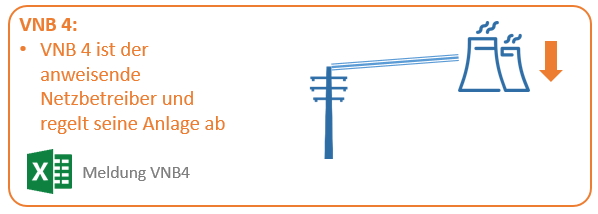 VNB 4:
• VNB 4 ist der
anweisende
Netzbetreiber und
regelt seine Anlage ab
X
Meldung VNB4